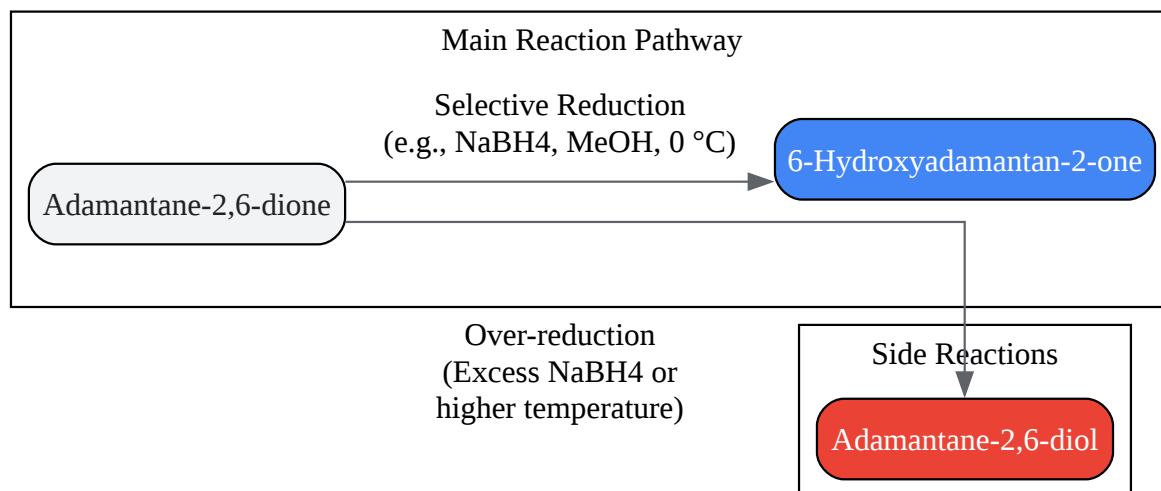 Main Reaction Pathway
Selective Reduction
(e.g., NaBH4, MeOH, 0 °C)
6-Hydroxyadamantan-2-one
Adamantane-2,6-dione
Over-reduction
(Excess NaBH4 or
higher temperature)
Side Reactions
Adamantane-2,6-diol